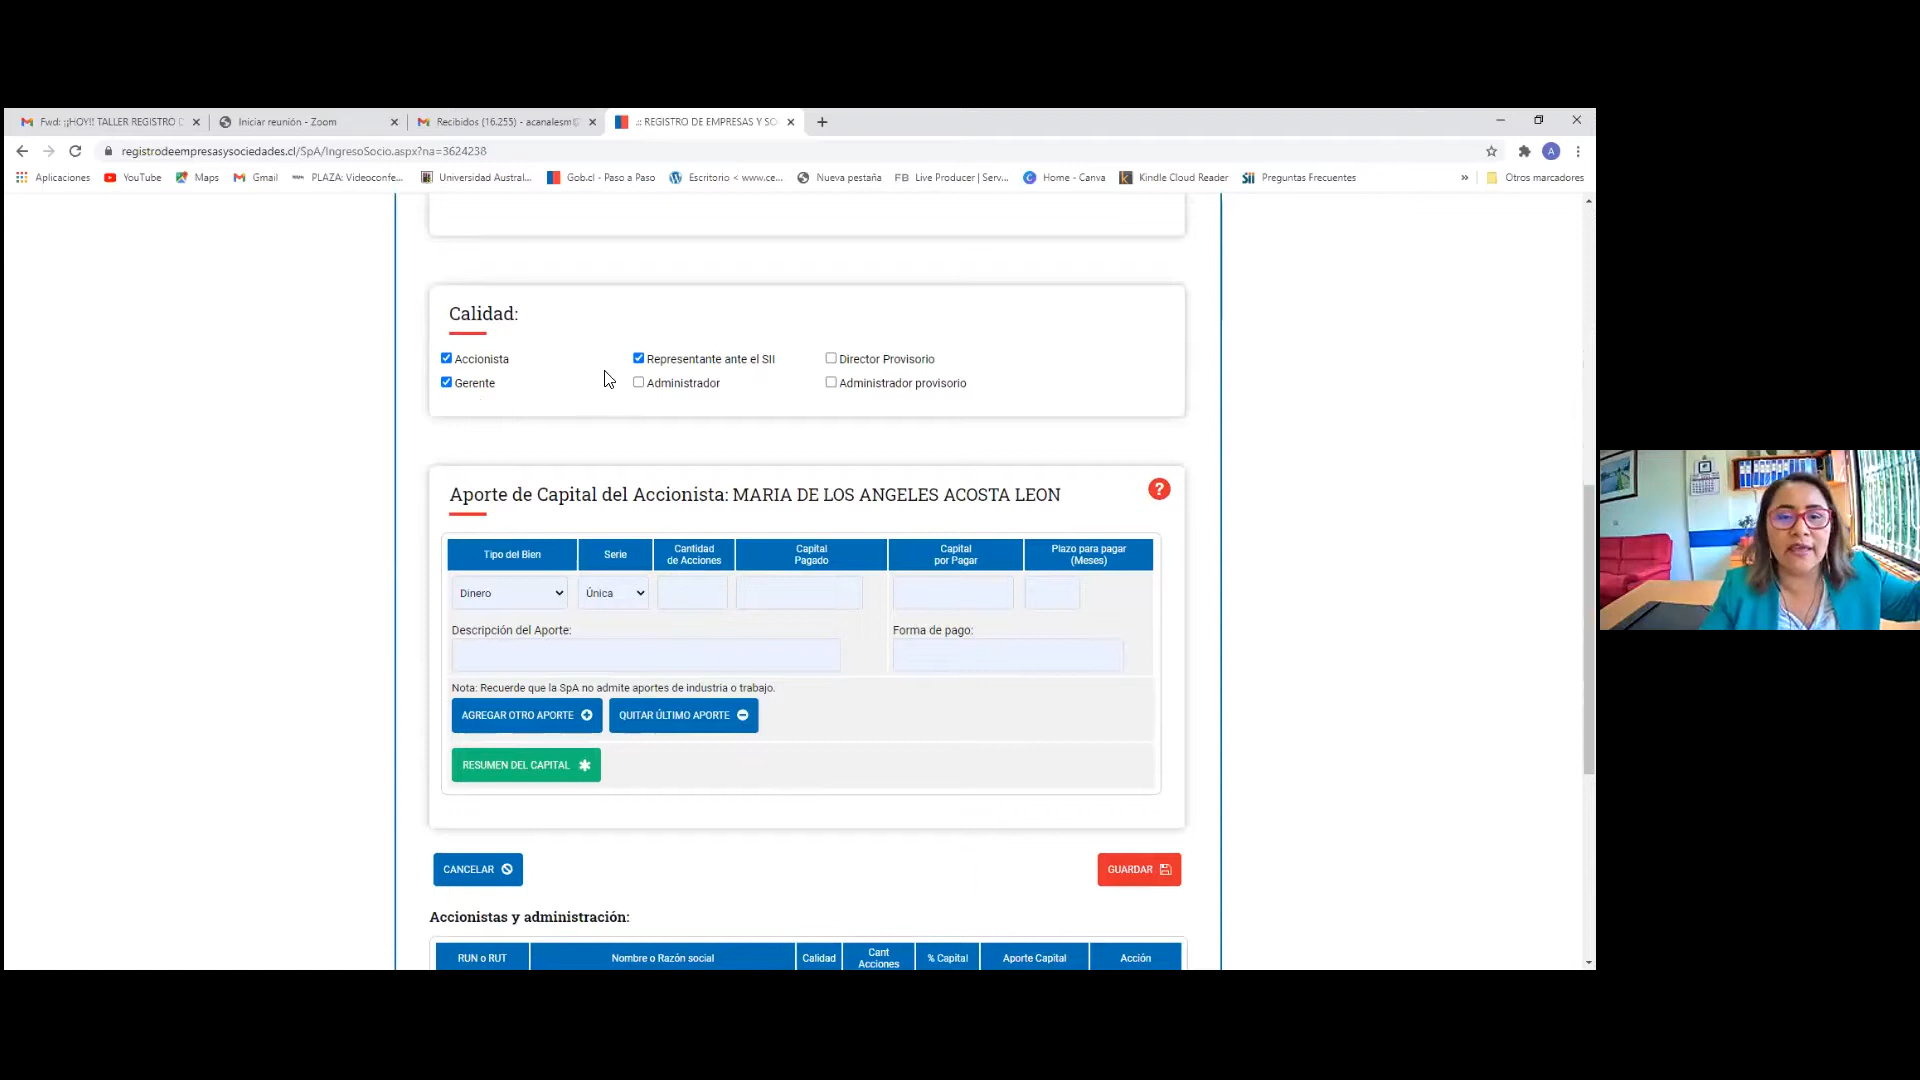 Fwd: ¡¡HOY!! TALLER REGISTRO D
Iniciar reunión - Zoom
Recibidos (16.255) - acanalesm@
.:: REGISTRO DE EMPRESAS Y SO
registrodeempresasysociedades.cl/SpA/IngresoSocio.aspx?na=3624238
A
Aplicaciones
YouTube
Maps
Gmail
PLAZA: Videoconfe...
Universidad Austral...
Gob.cl - Paso a Paso
Escritorio < www.ce...
Nueva pestaña
FB Live Producer | Serv...
Home - Canva
Kindle Cloud Reader
Sii Preguntas Frecuentes
»
Otros marcadores
Calidad:
Accionista
Representante ante el SII
Director Provisorio
Gerente
Administrador
Administrador provisorio
Aporte de Capital del Accionista: MARIA DE LOS ANGELES ACOSTA LEON
?
Tipo del Bien
Serie
Cantidad
de Acciones
Capital
Pagado
Capital
por Pagar
Plazo para pagar
(Meses)
Dinero
Única
Descripción del Aporte:
Forma de pago:
Nota: Recuerde que la SpA no admite aportes de industria o trabajo.
AGREGAR OTRO APORTE
QUITAR ÚLTIMO APORTE
RESUMEN DEL CAPITAL
CANCELAR
GUARDAR
Accionistas y administración:
RUN o RUT
Nombre o Razón social
Calidad
Cant
Acciones
% Capital
Aporte Capital
Acción